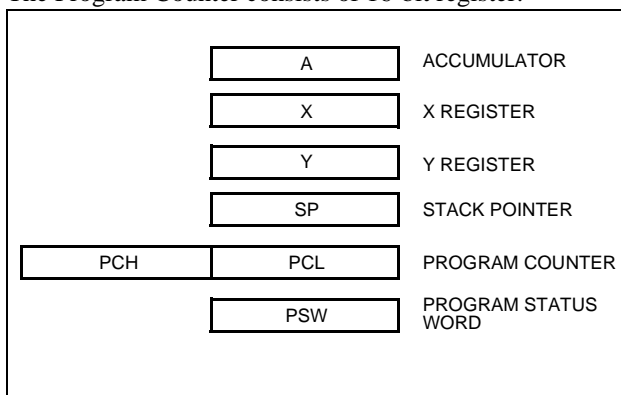 The Program Counter consists of 16-bit register.
A ACCUMULATOR
X X REGISTER
Y Y REGISTER
SP STACK POINTER
PCH PCL PROGRAM COUNTER
PSW PROGRAM STATUS
WORD